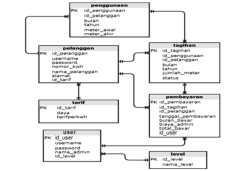 penggunaan
PK id_penggunaan
id_pelanggan
bulan
tahun
meter_awal
meter_ahir
pelanggan
PK id_pelanggan
username
password
nomor_kwh
nama_pelanggan
alamat
id_tarif
tagihan
PK id_tagihan
id_penggunaan
id_pelanggan
bulan
tahun
jumlah_meter
status
tarif
PK id_tarif
daya
tarifperkwh
pembayaran
PK id_pembayaran
id_tagihan
id_pelanggan
tanggal_pembayaran
bulan_bayar
biaya_admin
total_bayar
id_user
user
PK id_user
username
password
nama_admin
id_level
level
PK id_level
nama_level